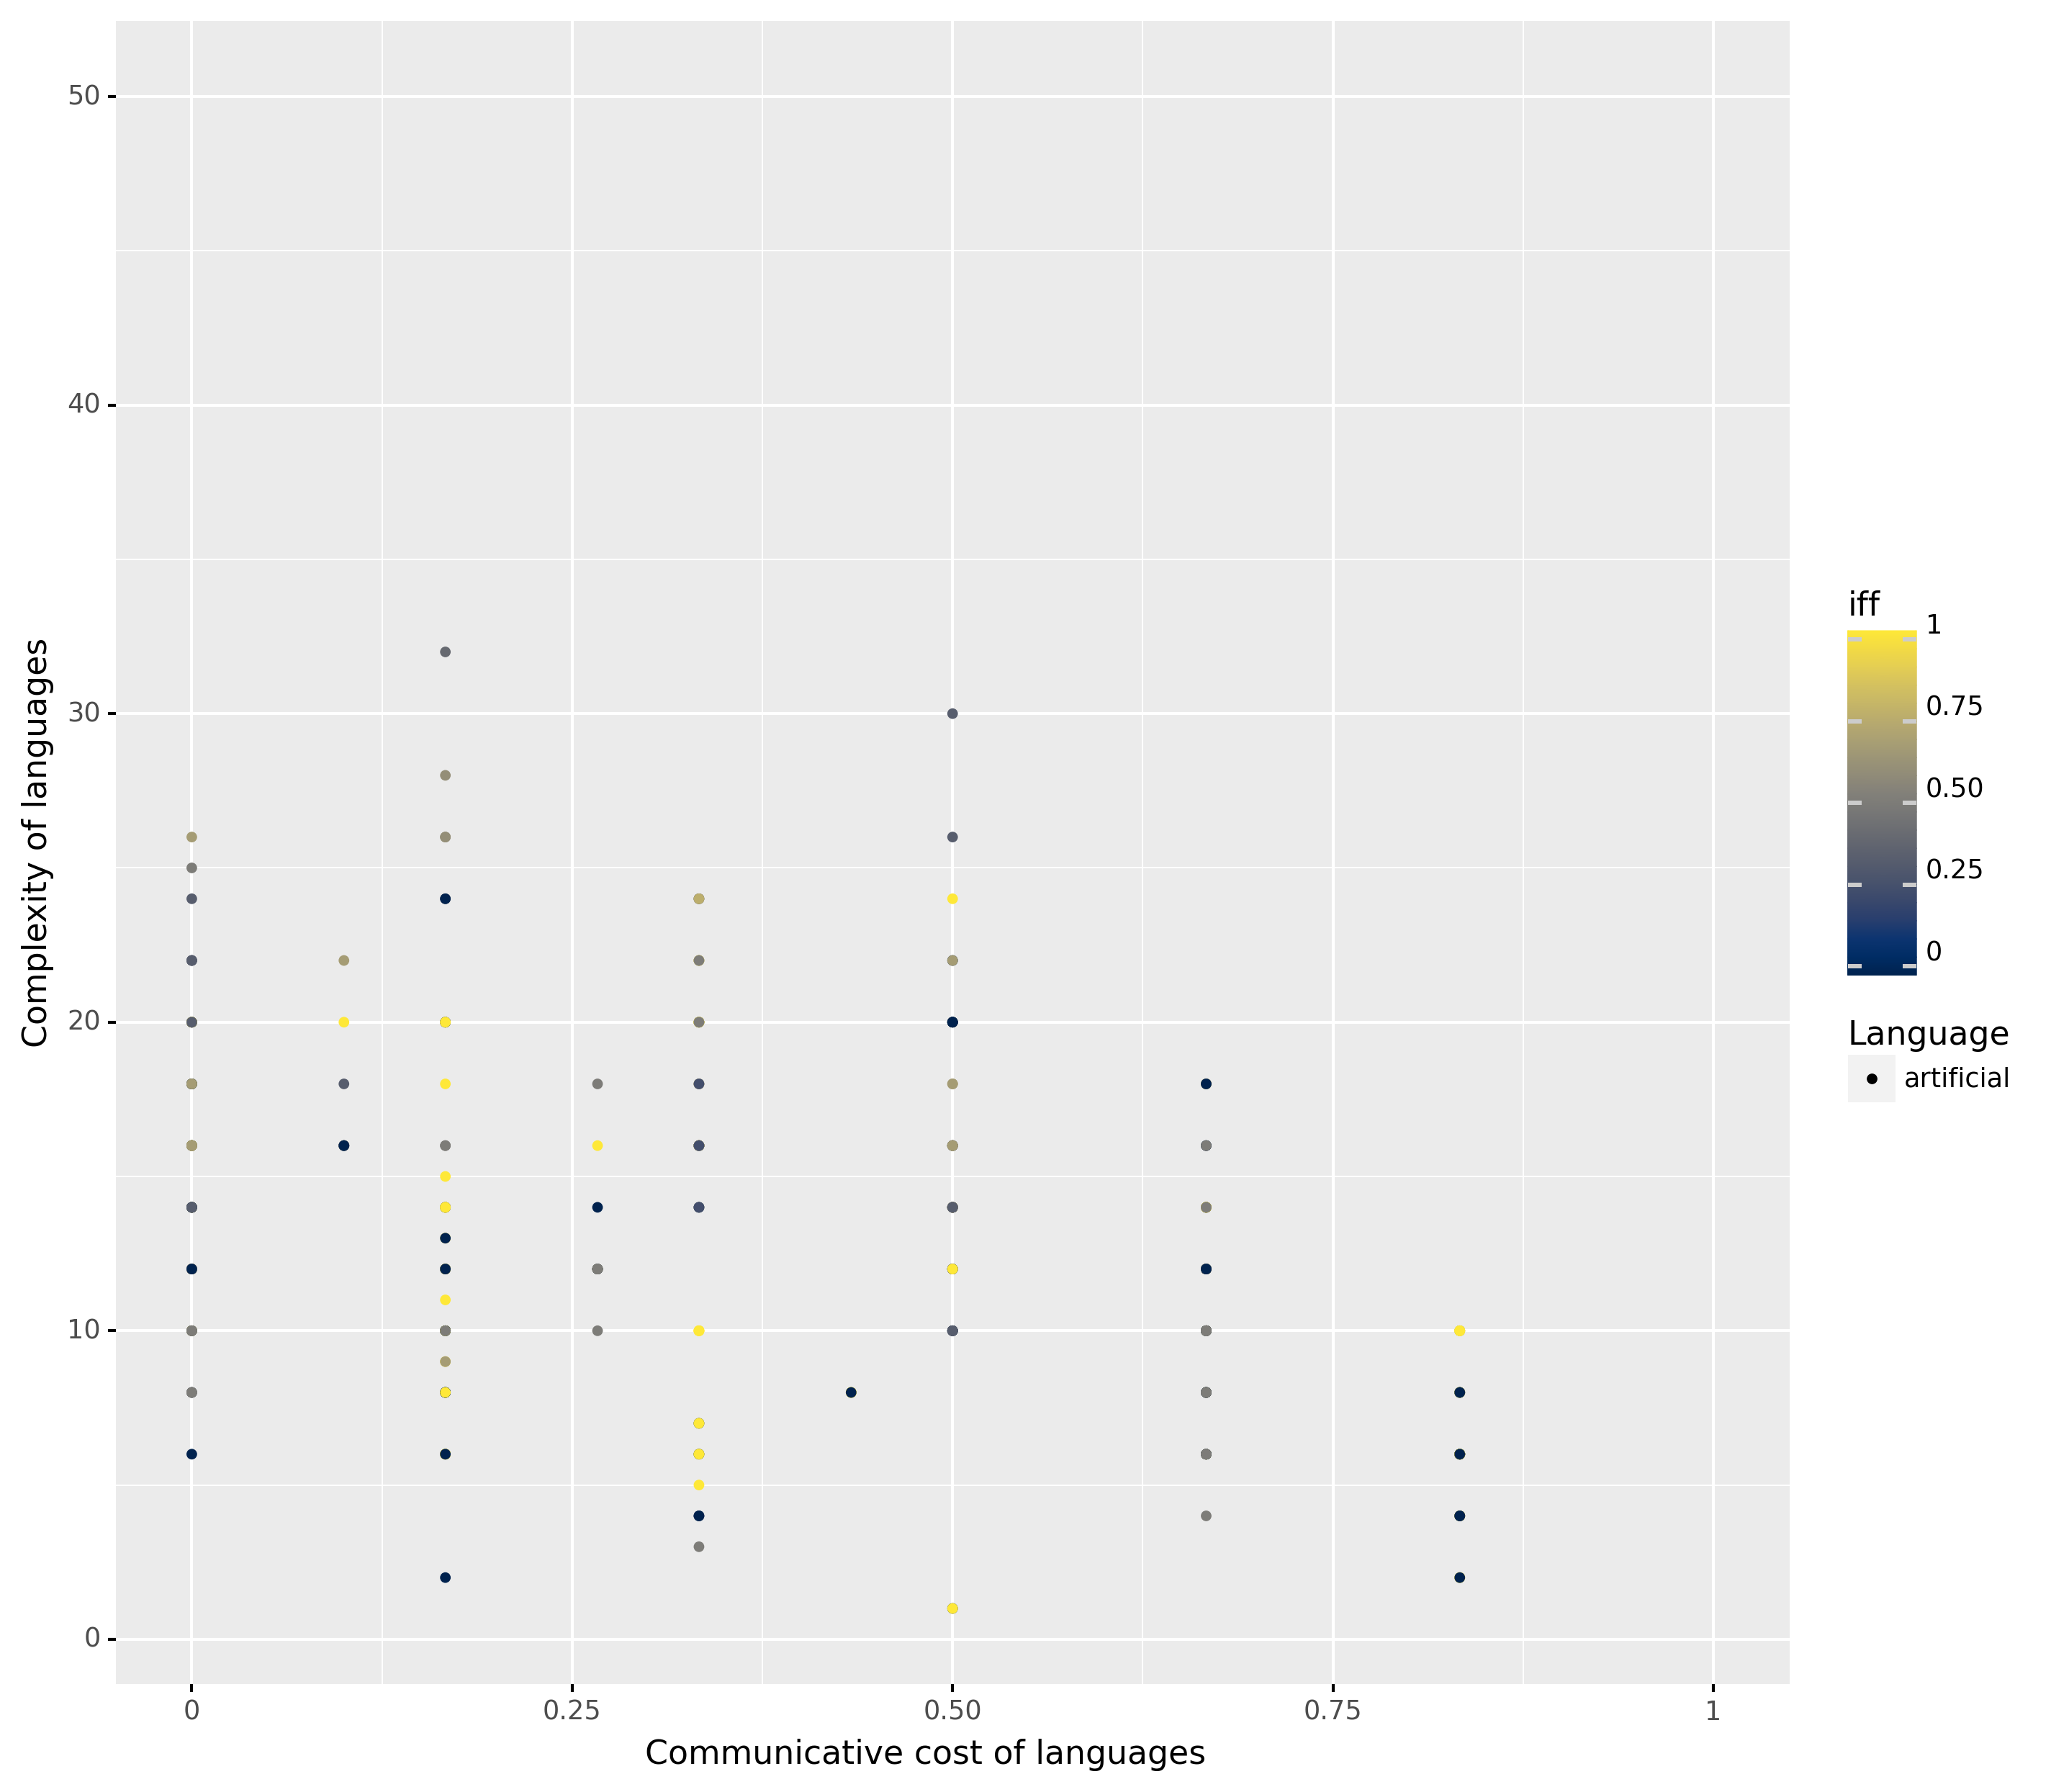 50
40
30
20
10
0
Complexity of languages
0 0.25 0.50 0.75 1
Communicative cost of languages
iff
1
0.75
0.50
0.25
0
Language
artificial